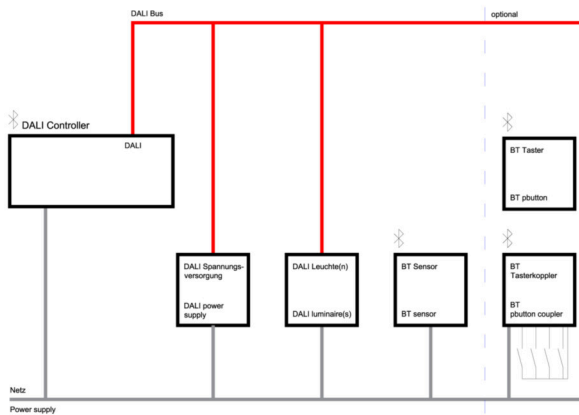 DALI Bus
optional
DALI Controller
DALI
BT Taster
BT pbutton
DALI Spannungs-
versorgung
DALI power
supply
DALI Leuchte(n)
DALI luminaire(s)
BT Sensor
BT sensor
BT
Tasterkoppler
BT
pbutton coupler
Netz
Power supply